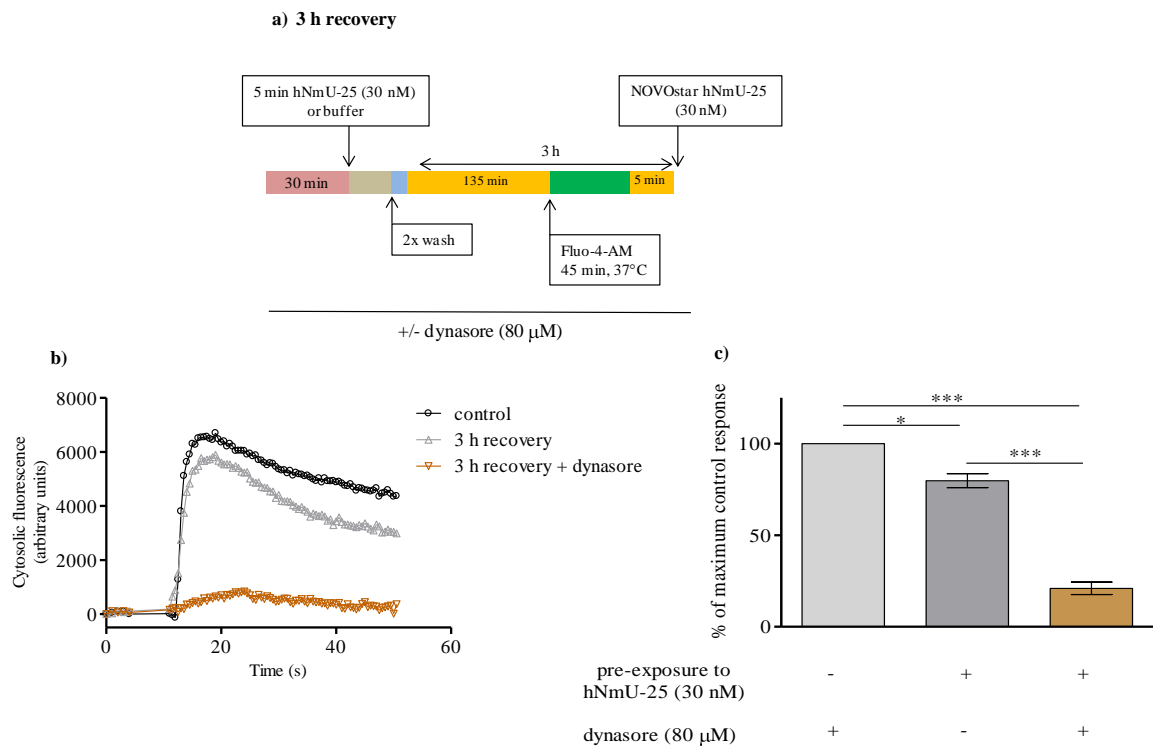 a) 3 h recovery
5 min hNmU-25 (30 nM)
or buffer
NOVOstar hNmU-25
(30 nM)
3 h
30 min
135 min
5 min
2x wash
Fluo-4-AM
45 min, 37°C
+/- dynasore (80 μM)
b)
Cytosolic fluorescence
(arbitrary units)
8000
6000
4000
2000
0
0
20
40
60
Time (s)
control
3 h recovery
3 h recovery + dynasore
c)
% of maximum control response
100
50
0
***
*
***
pre-exposure to
hNmU-25 (30 nM)
- + +
dynasore (80 μM)
+ - +